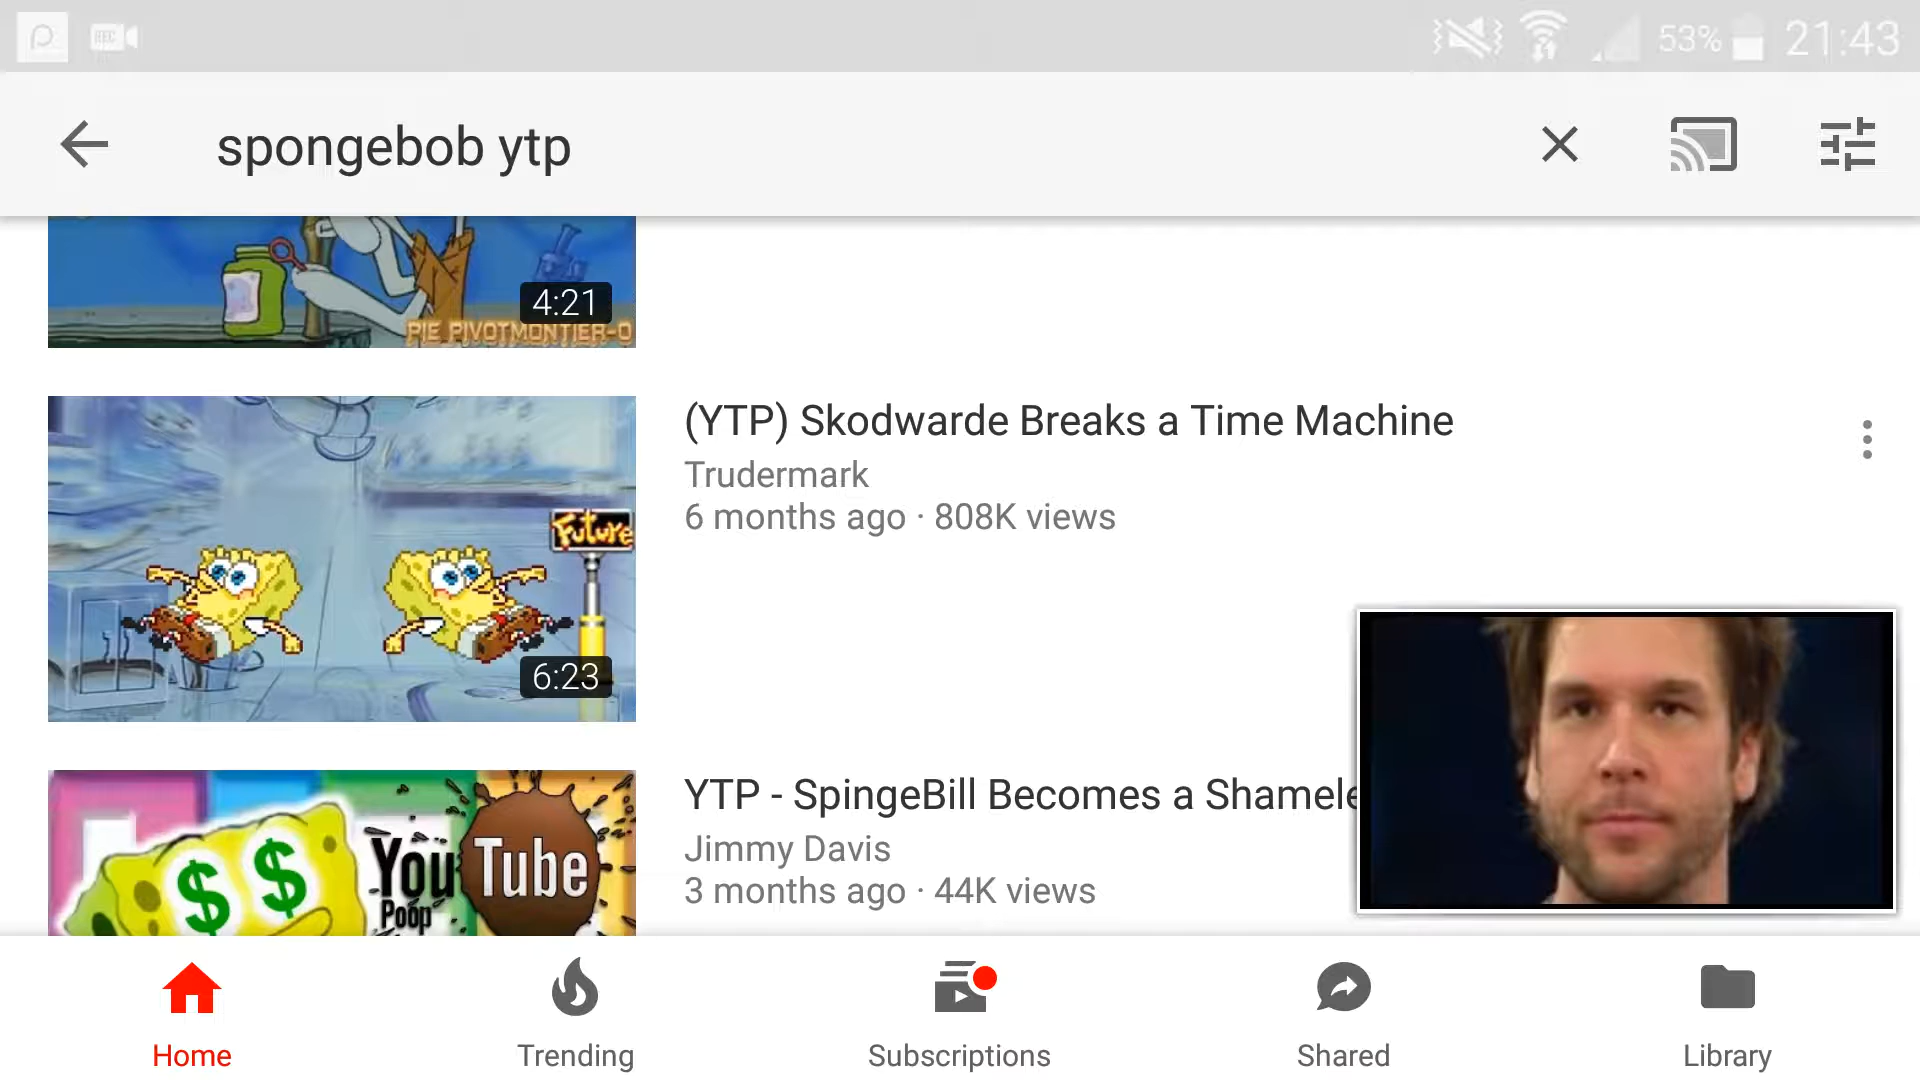 REC
53%
21:43
spongebob ytp
4:21
PIE PIVOTMONTIER-O
(YTP) Skodwarde Breaks a Time Machine
Trudermark
6 months ago · 808K views
Future
6:23
YTP - SpingeBill Becomes a Shamele
Jimmy Davis
3 months ago · 44K views
$ $
You Tube
Poop
Home
Trending
Subscriptions
Shared
Library